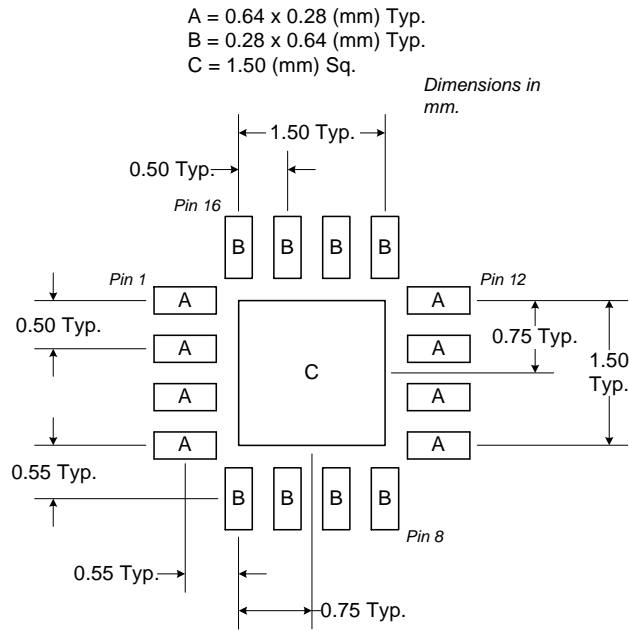 A = 0.64 x 0.28 (mm) Typ.
B = 0.28 x 0.64 (mm) Typ.
C = 1.50 (mm) Sq.
Dimensions in
mm.
1.50 Typ.
0.50 Typ.
Pin 16
B B B B
Pin 1
Pin 12
A
A
0.50 Typ.
0.75 Typ.
A
A
C
1.50
Typ.
A
A
A
A
0.55 Typ.
B B B B
Pin 8
0.55 Typ.
0.75 Typ.